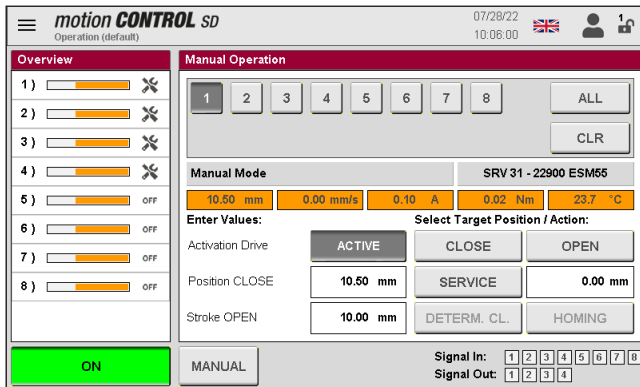 motion CONTROL SD
Operation (default)
07/28/22
10:06:00
1
Overview
1 )
2 )
3 )
4 )
5 ) OFF
6 ) OFF
7 ) OFF
8 ) OFF
ON
Manual Operation
1 2 3 4 5 6 7 8 ALL
CLR
Manual Mode SRV 31 - 22900 ESM55
10.50 mm 0.00 mm/s 0.10 A 0.02 Nm 23.7 °C
Enter Values: Select Target Position / Action:
Activation Drive ACTIVE CLOSE OPEN
Position CLOSE 10.50 mm SERVICE 0.00 mm
Stroke OPEN 10.00 mm DETERM. CL. HOMING
MANUAL
Signal In: 1 2 3 4 5 6 7 8
Signal Out: 1 2 3 4